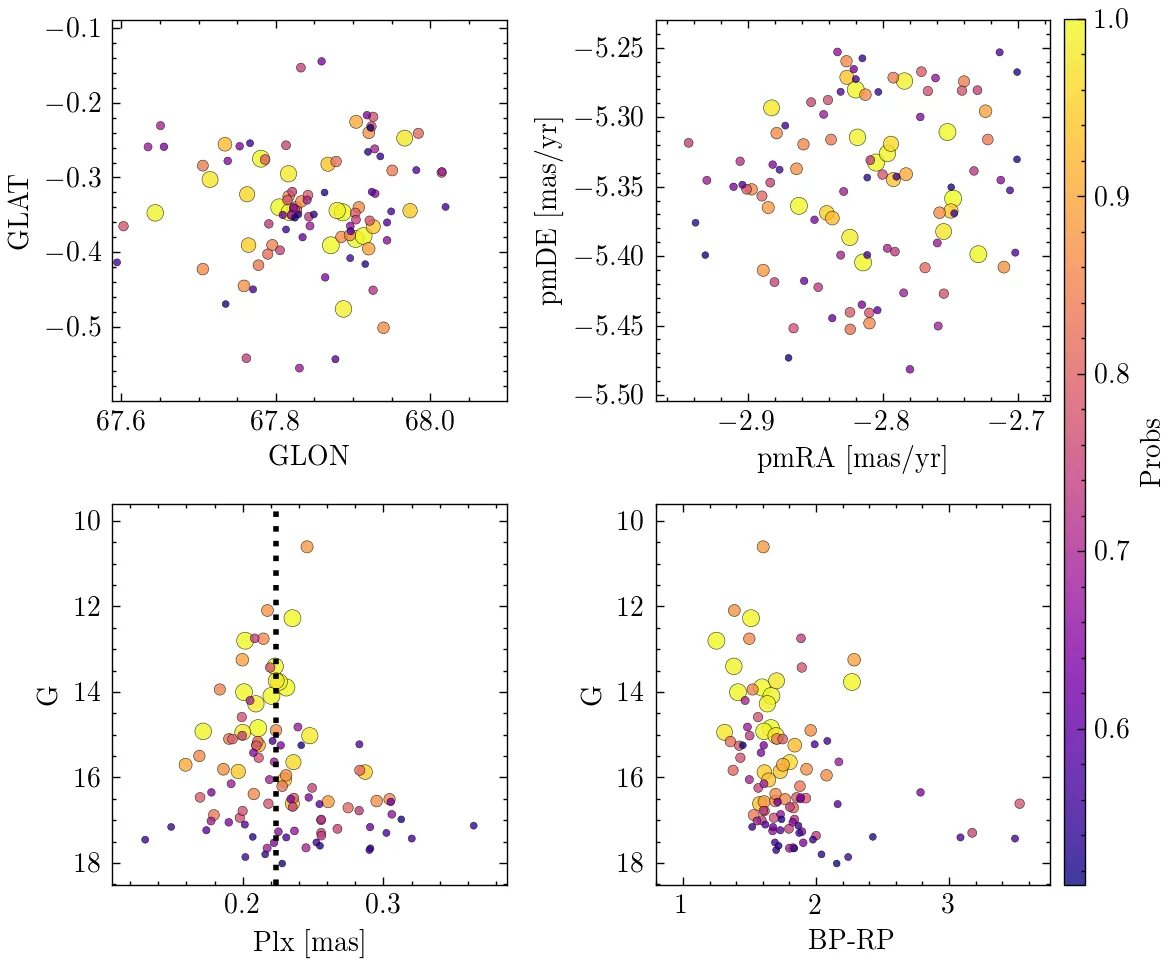 −0.1
−0.2
−0.3
−0.4
−0.5
GLAT
67.6 67.8 68.0
GLON
−5.25
−5.30
−5.35
−5.40
−5.45
−5.50
pmDE [mas/yr]
−2.9 −2.8 −2.7
pmRA [mas/yr]
10
12
14
16
18
G
0.2 0.3
Plx [mas]
10
12
14
16
18
G
1 2 3
BP-RP
1.0
0.9
0.8
0.7
0.6
Probs